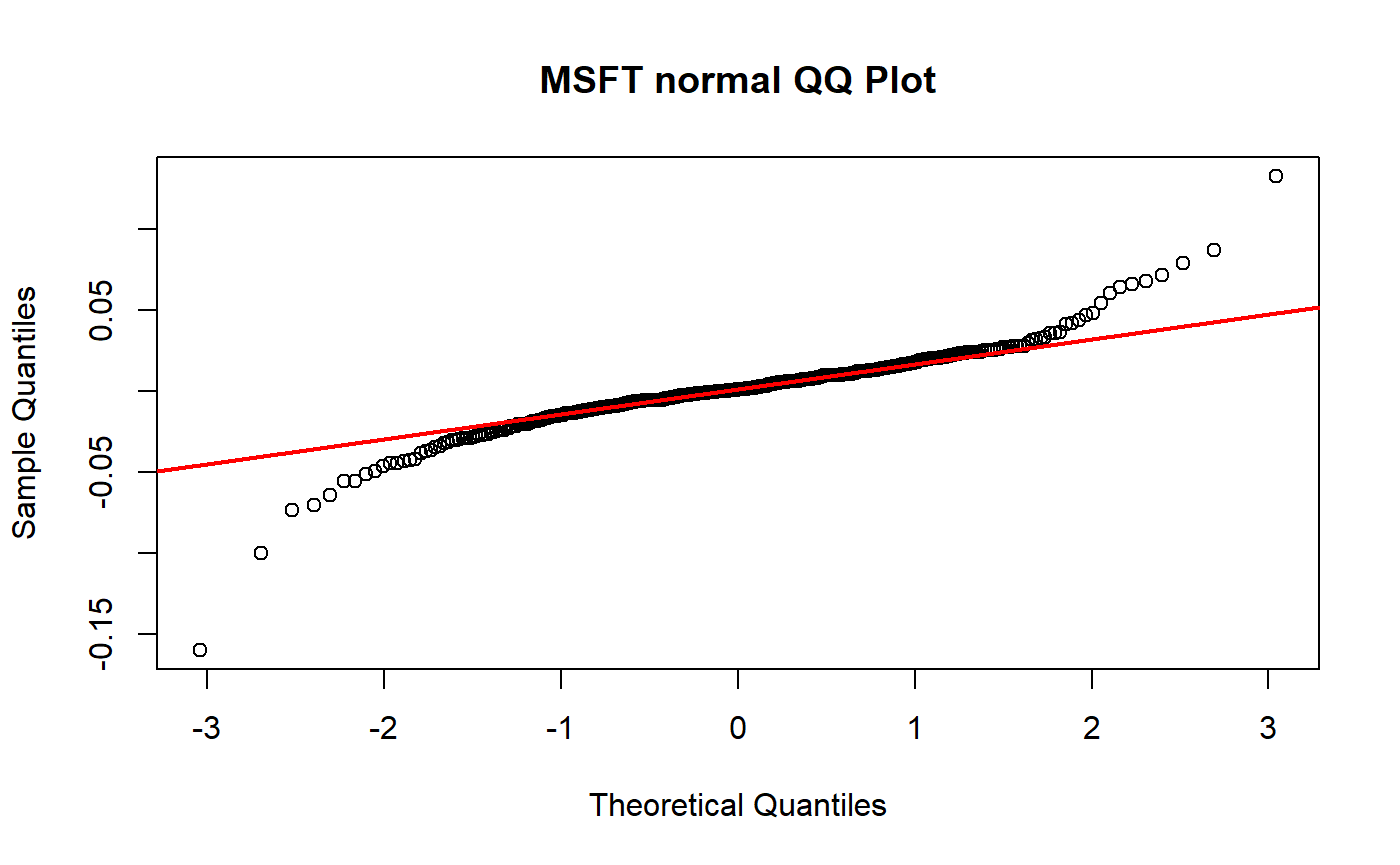 MSFT normal QQ Plot
Sample Quantiles
0.05
-0.05
-0.15
-3 -2 -1 0 1 2 3
Theoretical Quantiles